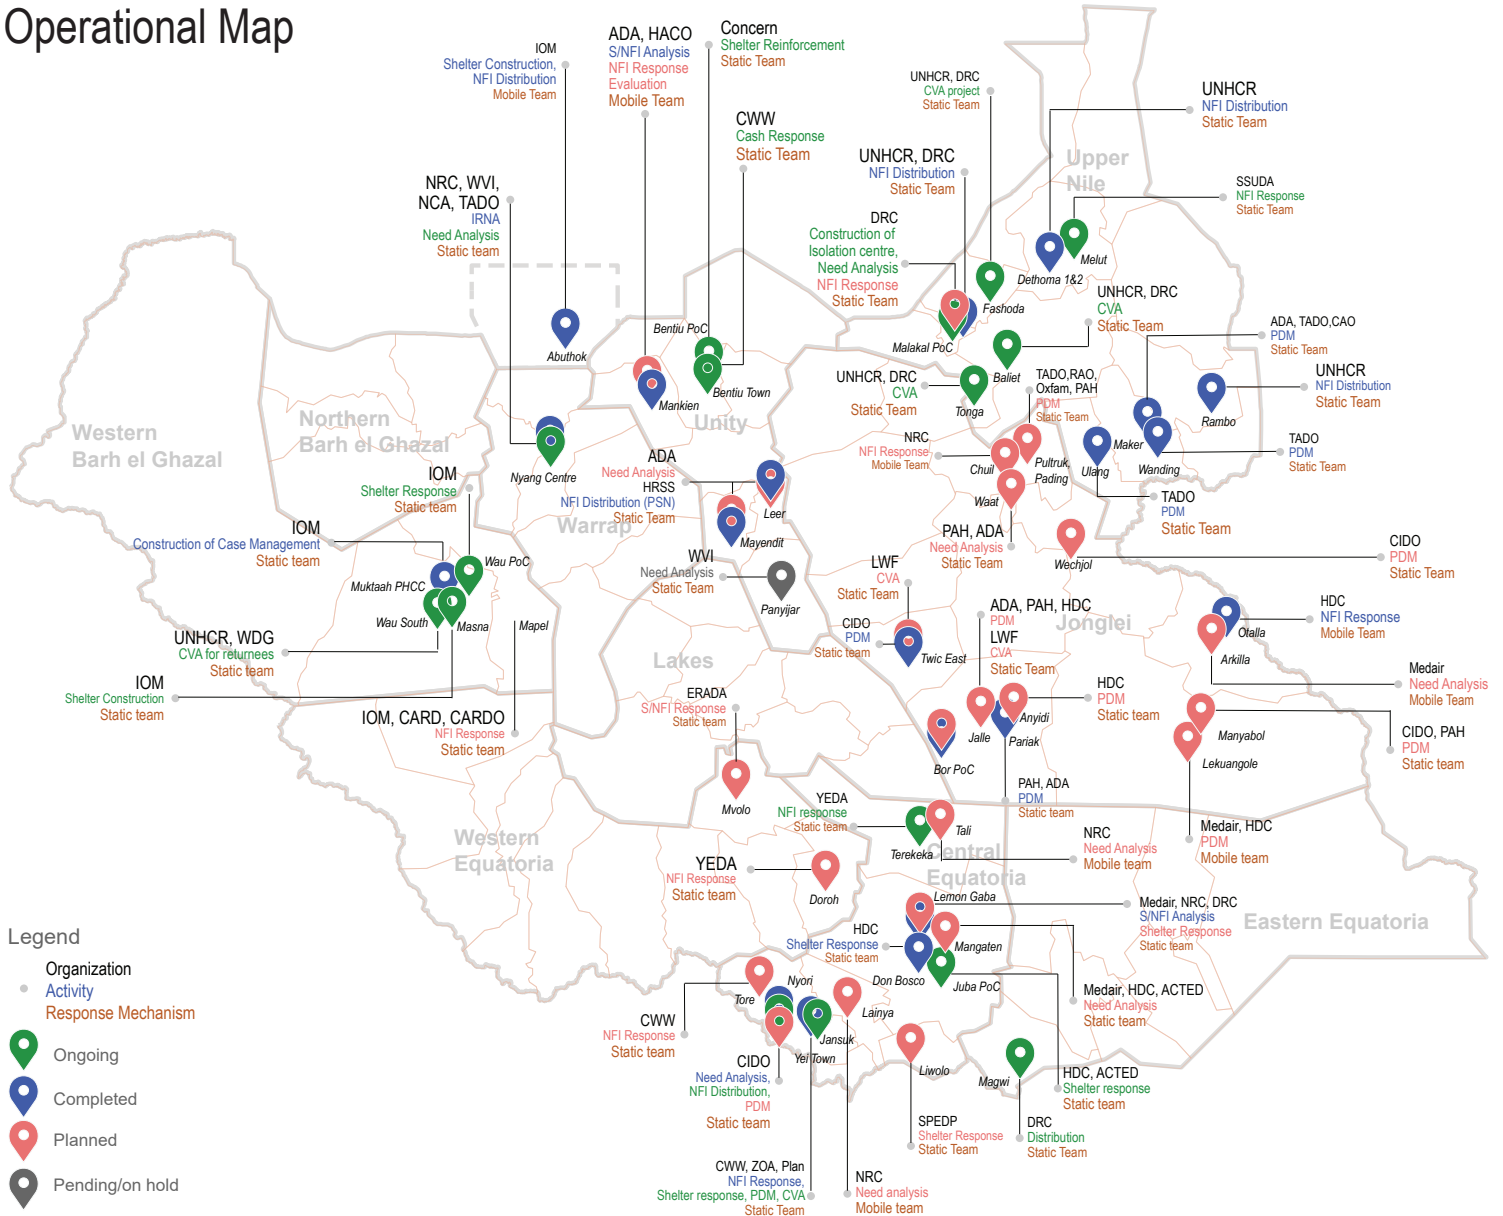 Operational Map
IOM
Shelter Construction,
NFI Distribution
Mobile Team
ADA, HACO
S/NFI Analysis
NFI Response
Evaluation
Mobile Team
Concern
Shelter Reinforcement
Static Team
CWW
Cash Response
Static Team
UNHCR, DRC
CVA project
Static Team
UNHCR, DRC
NFI Distribution
Static Team
UNHCR
NFI Distribution
Static Team
SSUDA
NFI Response
Static Team
NRC, WVI,
NCA, TADO
IRNA
Need Analysis
Static team
DRC
Construction of
Isolation centre,
Need Analysis
NFI Response
Static Team
Upper
Nile
Melut
Dethoma 1&2
Fashoda
Malakal PoC
UNHCR, DRC
CVA
Static Team
Baliet
ADA, TADO,CAO
PDM
Static Team
UNHCR
NFI Distribution
Static Team
Rambo
Abuthok
Bentiu PoC
Bentiu Town
Mankien
Unity
UNHCR, DRC
CVA
Static Team
Tonga
TADO,RAO,
Oxfam, PAH
PDM
Static Team
NRC
NFI Response
Mobile Team
Chuil
Pultruk,
Pading
Waat
Ulang
Maker
Wanding
TADO
PDM
Static Team
TADO
PDM
Static Team
Western
Barh el Ghazal
Northern
Barh el Ghazal
Nyang Centre
Warrap
IOM
Shelter Response
Static team
ADA
Need Analysis
HRSS
NFI Distribution (PSN)
Static Team
Leer
Mayendit
IOM
Construction of Case Management
Static team
Muktaah PHCC
Wau PoC
Wau South
Masna
Mapel
WVI
Need Analysis
Static Team
Panyijar
PAH, ADA
Need Analysis
Static Team
Wechjol
CIDO
PDM
Static Team
LWF
CVA
Static Team
CIDO
PDM
Static team
Twic East
ADA, PAH, HDC
PDM
LWF
CVA
Static Team
Jonglei
HDC
NFI Response
Mobile Team
Otalla
Arkilla
Medair
Need Analysis
Mobile Team
UNHCR, WDG
CVA for returnees
Static team
IOM
Shelter Construction
Static team
IOM, CARD, CARDO
NFI Response
Static team
Lakes
ERADA
S/NFI Response
Static team
Mvolo
HDC
PDM
Static team
Anyidi
Jalle
Pariak
Bor PoC
PAH, ADA
PDM
Static team
Manyabol
Lekuangole
CIDO, PAH
PDM
Static team
Medair, HDC
PDM
Mobile team
Western
Equatoria
YEDA
NFI response
Static team
Terekeka
Tali
Central
Equatoria
NRC
Need Analysis
Mobile team
YEDA
NFI Response
Static team
Doroh
Lemon Gaba
Medair, NRC, DRC
S/NFI Analysis
Shelter Response
Static team
Eastern Equatoria
HDC
Shelter Response
Static team
Don Bosco
Mangaten
Juba PoC
Medair, HDC, ACTED
Need Analysis
Static team
Legend
Organization
Activity
Response Mechanism
Ongoing
Completed
Planned
Pending/on hold
Tore
Nyori
Lainya
Jansuk
Yei Town
CWW
NFI Response
Static team
CIDO
Need Analysis,
NFI Distribution,
PDM
Static team
Liwolo
Magwi
HDC, ACTED
Shelter response
Static team
SPEDP
Shelter Response
Static Team
DRC
Distribution
Static Team
CWW, ZOA, Plan
NFI Response,
Shelter response, PDM, CVA
Static Team
NRC
Need analysis
Mobile team